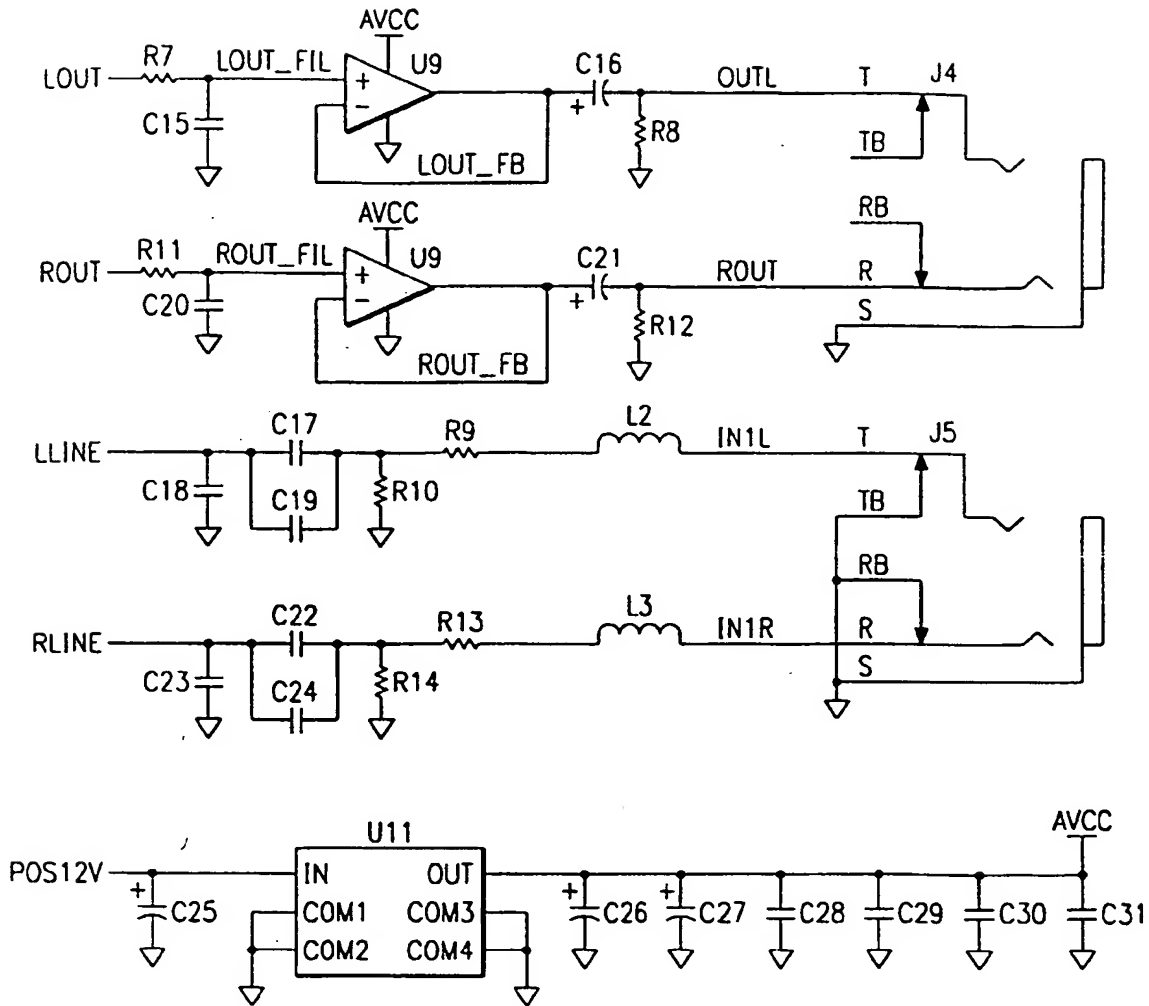 AVCC
R7 LOUT_FIL U9 C16 OUTL T J4
LOUT
+
−
C15 + R8 TB
LOUT_FB
AVCC RB
R11 ROUT_FIL U9 C21 ROUT R
ROUT
+
−
C20 + R12 S
ROUT_FB
C17 R9 L2 IN1L T J5
LLINE
C18 C19 R10 TB
RB
C22 R13 L3 IN1R R
RLINE
C23 C24 R14 S
U11 AVCC
POS12V IN OUT
+ C25 COM1 COM3 + C26 + C27 C28 C29 C30 C31
COM2 COM4